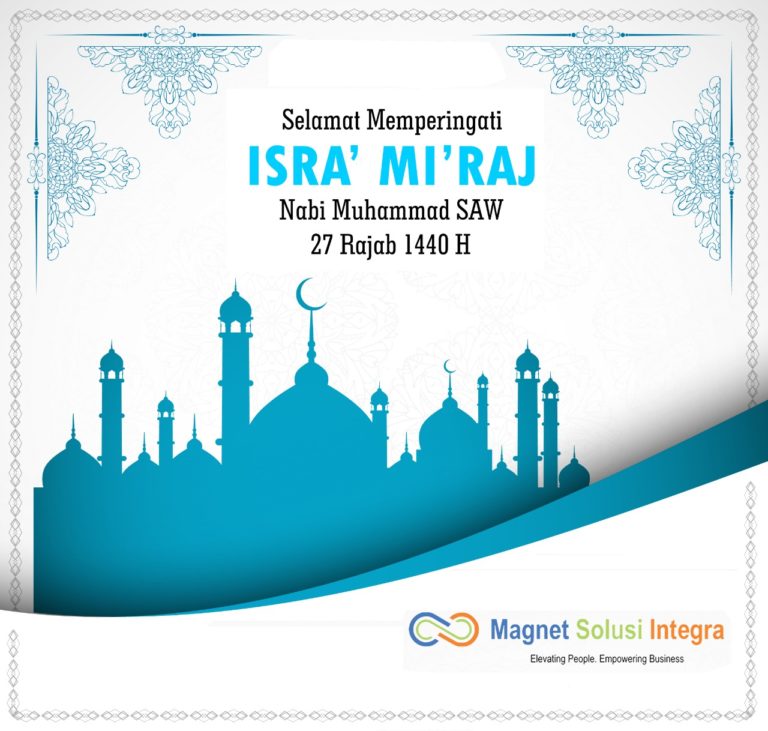 Selamat Memperingati
ISRA' MI'RAJ
Nabi Muhammad SAW
27 Rajab 1440 H
Magnet Solusi Integra
Elevating People. Empowering Business